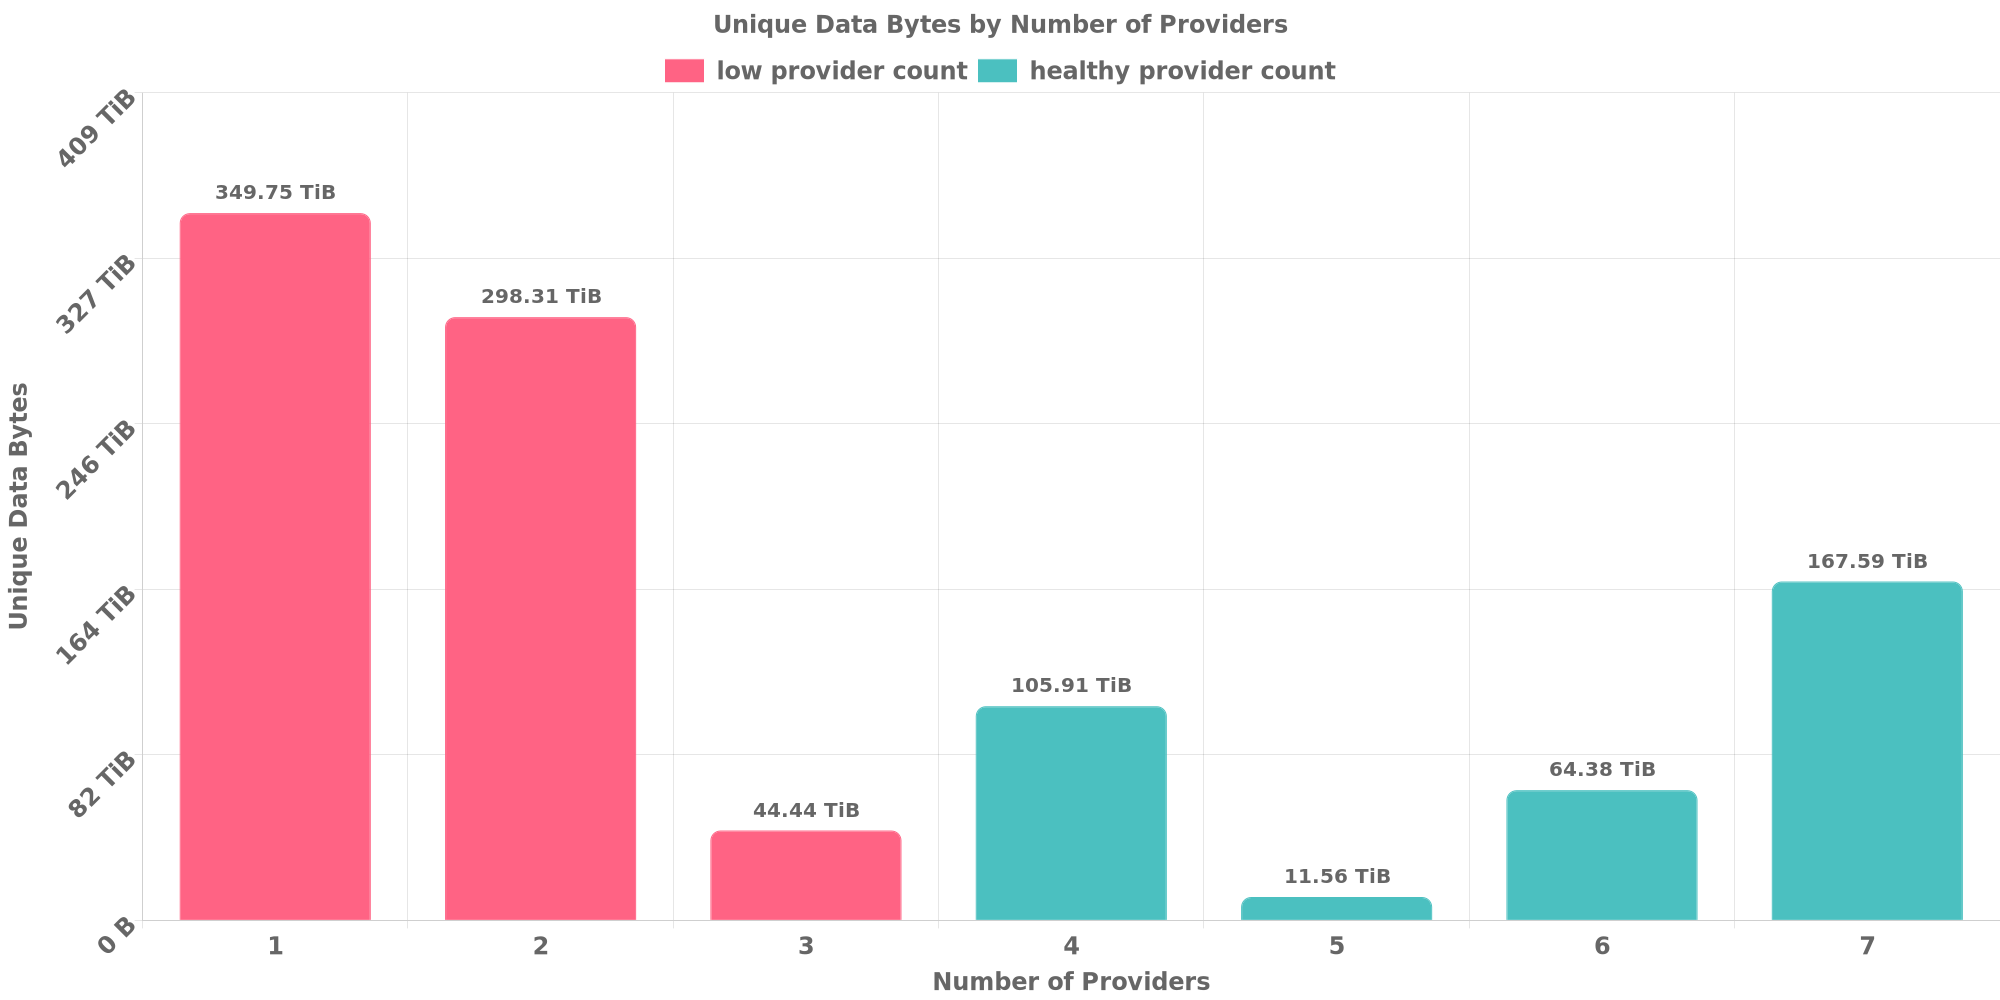 Unique Data Bytes by Number of Providers
low provider count healthy provider count
409 TiB
327 TiB
246 TiB
164 TiB
82 TiB
0 B
Unique Data Bytes
349.75 TiB
298.31 TiB
44.44 TiB
105.91 TiB
11.56 TiB
64.38 TiB
167.59 TiB
1 2 3 4 5 6 7
Number of Providers